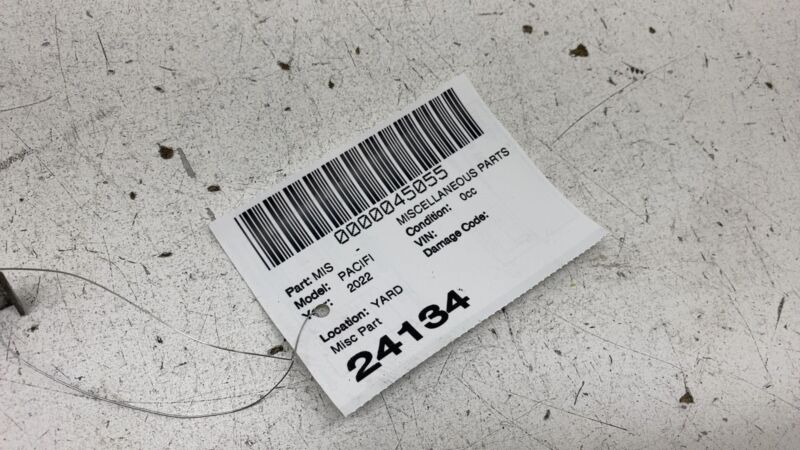 0000045055
Part: MIS - MISCELLANEOUS PARTS
Model: PACIFI Condition: 0cc
2022 VIN:
Damage Code:
Location: YARD
Misc Part
24134